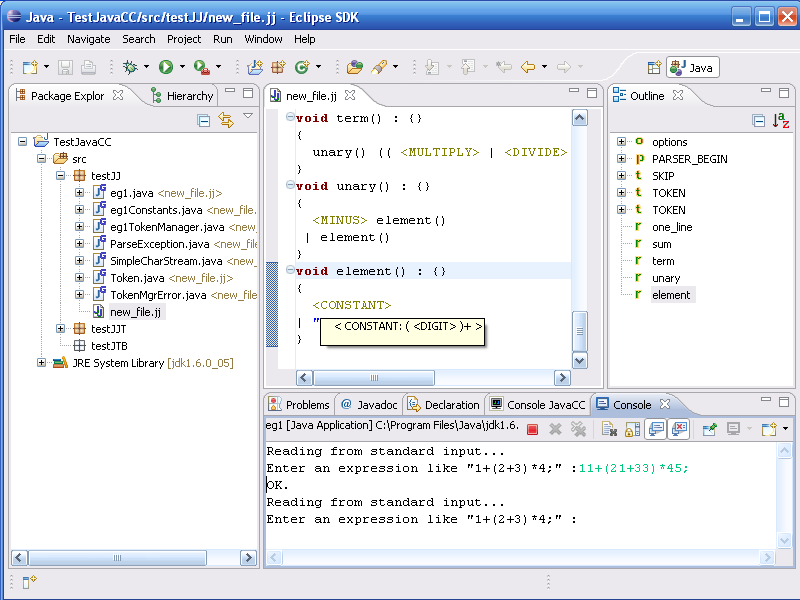 Java - TestJavaCC/src/testJJ/new_file.jj - Eclipse SDK
File Edit Navigate Search Project Run Window Help
Java
Package Explor
Hierarchy
TestJavaCC
src
testJJ
eg1.java <new_file.jj>
eg1Constants.java <new_file.
eg1TokenManager.java <new_
ParseException.java <new_file.
SimpleCharStream.java <new_
Token.java <new_file.jj>
TokenMgrError.java <new_file
new_file.jj
testJJT
testJTB
JRE System Library [jdk1.6.0_05]
new_file.jj
void term() : {}
{
unary() (( <MULTIPLY> | <DIVIDE>
}
void unary() : {}
{
<MINUS> element()
| element()
}
void element() : {}
{
<CONSTANT>
| "
}
< CONSTANT: ( <DIGIT> )+ >
Outline
options
PARSER_BEGIN
SKIP
TOKEN
TOKEN
one_line
sum
term
unary
element
Problems
@ Javadoc
Declaration
Console JavaCC
Console
eg1 [Java Application] C:\Program Files\Java\jdk1.6.
Reading from standard input...
Enter an expression like "1+(2+3)*4;" :11+(21+33)*45;
OK.
Reading from standard input...
Enter an expression like "1+(2+3)*4;" :